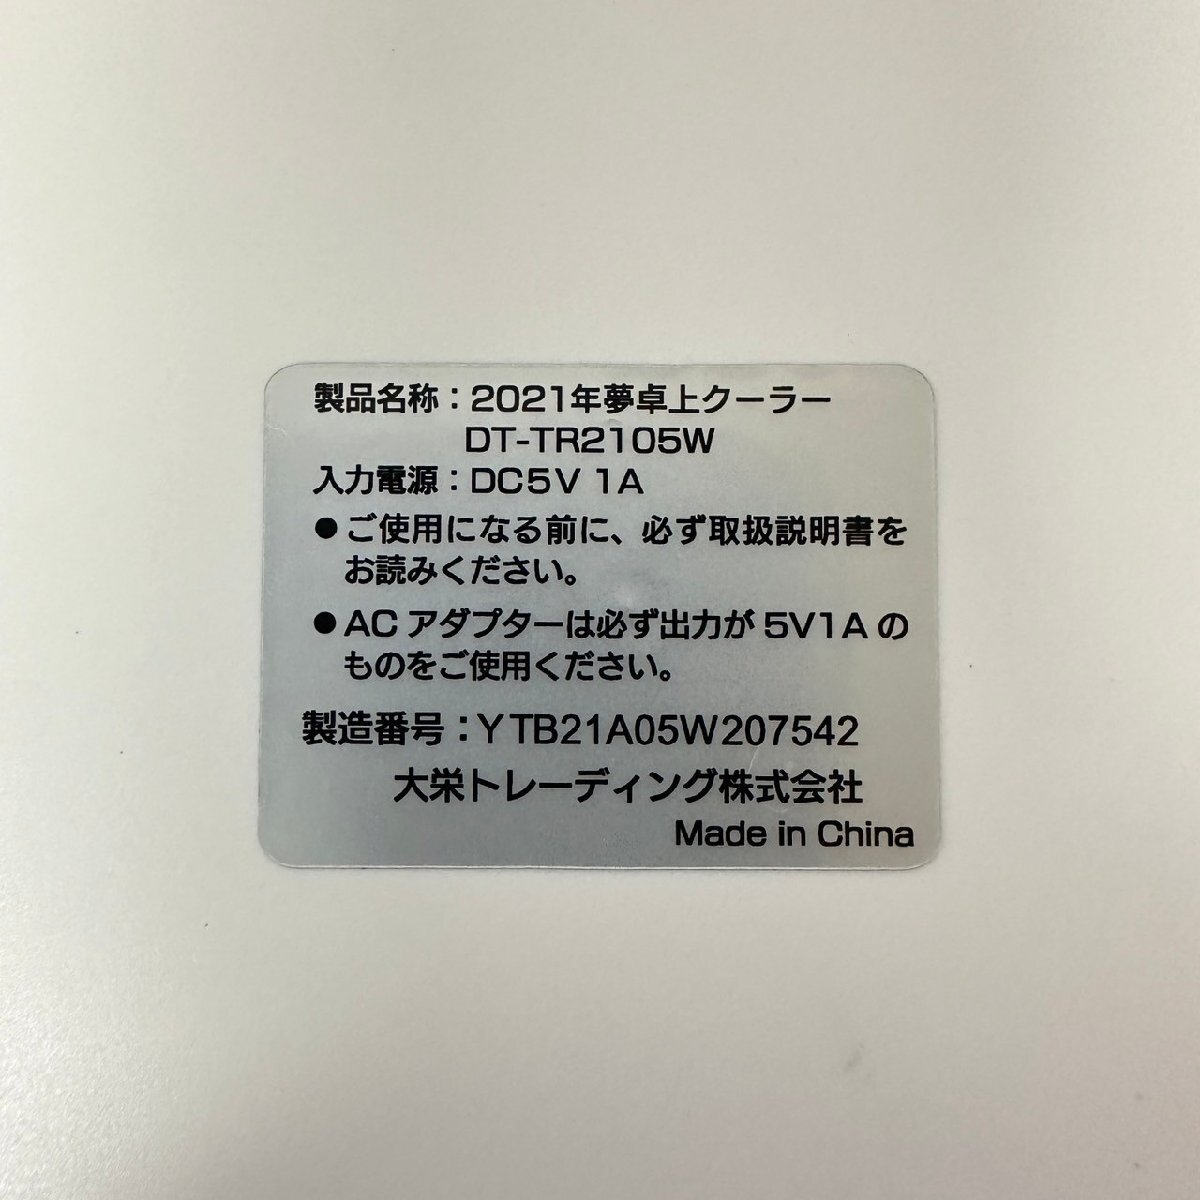 製品名称：2021年夢卓上クーラー
DT-TR2105W
入力電源：DC5V 1A
●ご使用になる前に、必ず取扱説明書を
お読みください。
●ACアダプターは必ず出力が5V1Aの
ものをご使用ください。
製造番号：YTB21A05W207542
大栄トレーディング株式会社
Made in China